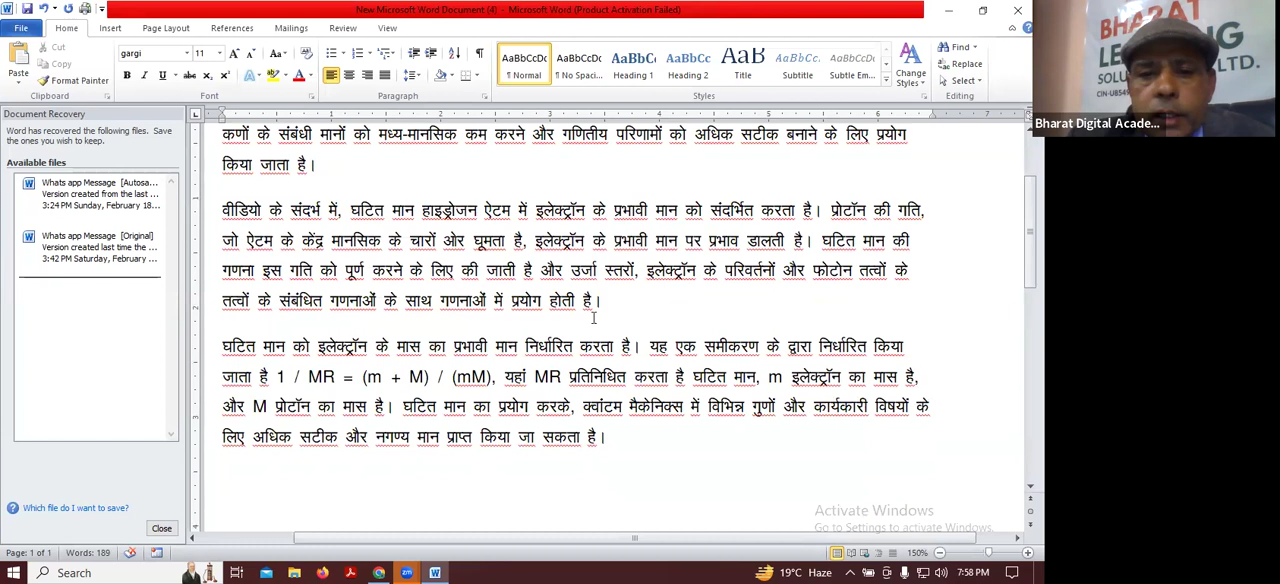 New Microsoft Word Document (4) - Microsoft Word (Product Activation Failed)
File Home Insert Page Layout References Mailings Review View
Paste Cut Copy Format Painter Clipboard
gargi 11 Font
Paragraph
AaBbCcDc ¶ Normal AaBbCcDc ¶ No Spaci... AaBbC Heading 1 AaBbCc Heading 2 AaB Title AaBbCc. Subtitle AaBbCcDc Subtle Em...
Styles
Change Styles
Find Replace Select Editing
BHARAT
SOLU LTD.
Bharat Digital Acade...
Document Recovery
Word has recovered the following files. Save the ones you wish to keep.
Available files
Whats app Message [Autosa...
Version created from the last ...
3:24 PM Sunday, February 18...
Whats app Message [Original]
Version created last time the ...
3:42 PM Saturday, February ...
Which file do I want to save?
Close
कणों के संबंधी मानों को मध्य-मानसिक कम करने और गणितीय परिणामों को अधिक सटीक बनाने के लिए प्रयोग
किया जाता है।
वीडियो के संदर्भ में, घटित मान हाइड्रोजन ऐटम में इलेक्ट्रॉन के प्रभावी मान को संदर्भित करता है। प्रोटॉन की गति,
जो ऐटम के केंद्र मानसिक के चारों ओर घूमता है, इलेक्ट्रॉन के प्रभावी मान पर प्रभाव डालती है। घटित मान की
गणना इस गति को पूर्ण करने के लिए की जाती है और उर्जा स्तरों, इलेक्ट्रॉन के परिवर्तनों और फोटोन तत्वों के
तत्वों के संबंधित गणनाओं के साथ गणनाओं में प्रयोग होती है।
घटित मान को इलेक्ट्रॉन के मास का प्रभावी मान निर्धारित करता है। यह एक समीकरण के द्वारा निर्धारित किया
जाता है 1 / MR = (m + M) / (mM), यहां MR प्रतिनिधित करता है घटित मान, m इलेक्ट्रॉन का मास है,
और M प्रोटॉन का मास है। घटित मान का प्रयोग करके, क्वांटम मैकेनिक्स में विभिन्न गुणों और कार्यकारी विषयों के
लिए अधिक सटीक और नगण्य मान प्राप्त किया जा सकता है।
Activate Windows
Go to Settings to activate Windows.
Page: 1 of 1 Words: 189 150%
Search 19°C Haze 7:58 PM